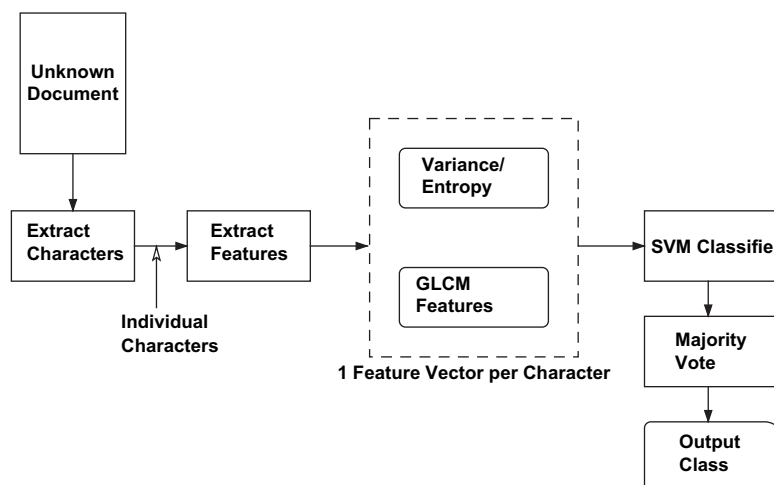 Unknown
Document
Extract
Characters
Individual
Characters
Extract
Features
Variance/
Entropy
GLCM
Features
1 Feature Vector per Character
SVM Classifie
Majority
Vote
Output
Class